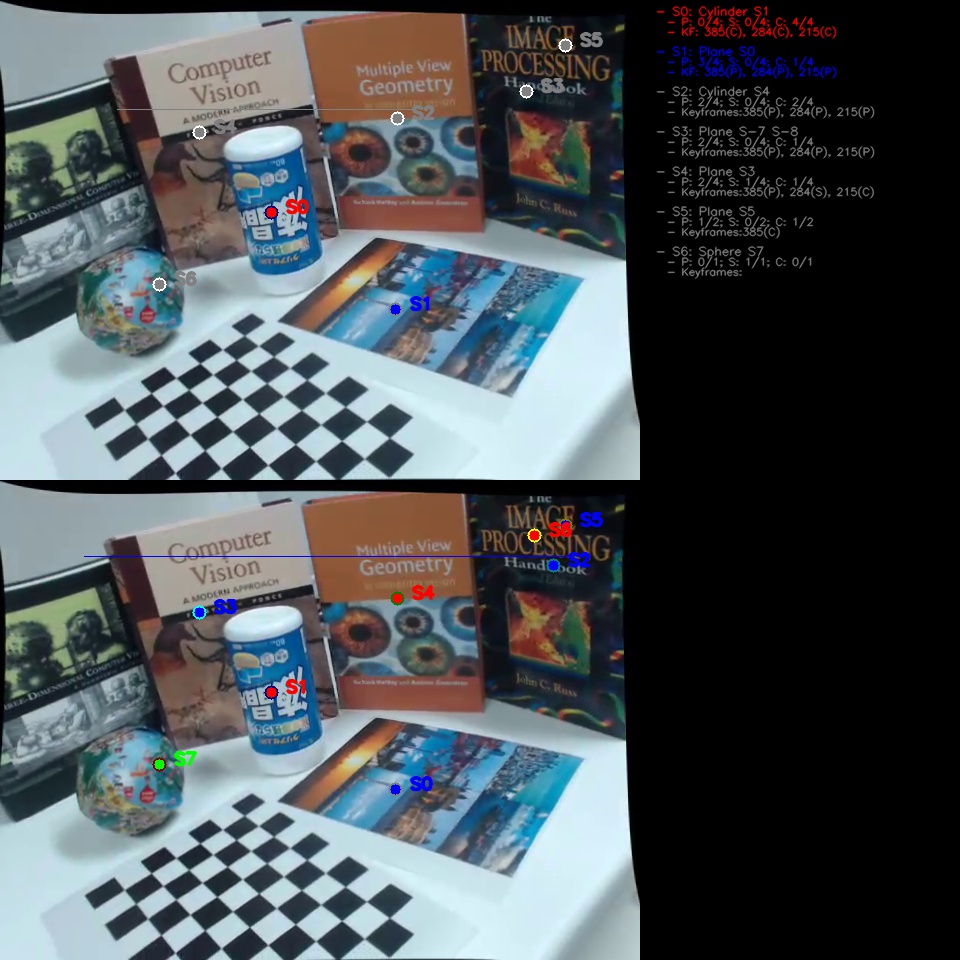 S0: Cylinder S1
P: 0/4; S: 0/4; C: 4/4
KF: 385(C), 284(C), 215(C)
S1: Plane S0
P: 3/4; S: 0/4; C: 1/4
KF: 385(P), 284(P), 215(P)
S2: Cylinder S4
P: 2/4; S: 0/4; C: 2/4
Keyframes:385(P), 284(P), 215(P)
S3: Plane S-7 S-8
P: 2/4; S: 0/4; C: 1/4
Keyframes:385(P), 284(P), 215(P)
S4: Plane S3
P: 2/4; S: 1/4; C: 1/4
Keyframes:385(P), 284(S), 215(C)
S5: Plane S5
P: 1/2; S: 0/2; C: 1/2
Keyframes:385(C)
S6: Sphere S7
P: 0/1; S: 1/1; C: 0/1
Keyframes:
The
IMAGE
PROCESSING
Handbook
John C. Russ
Computer
Vision
A MODERN APPROACH
PONCE
Multiple View
Geometry
S5
S3
S2
S0
S6
S1
The
IMAGE
PROCESSING
Handbook
Second Edition
John C. Russ
Computer
Vision
A MODERN APPROACH
PONCE
Multiple View
Geometry
S5
S2
S4
S3
S1
S7
S0